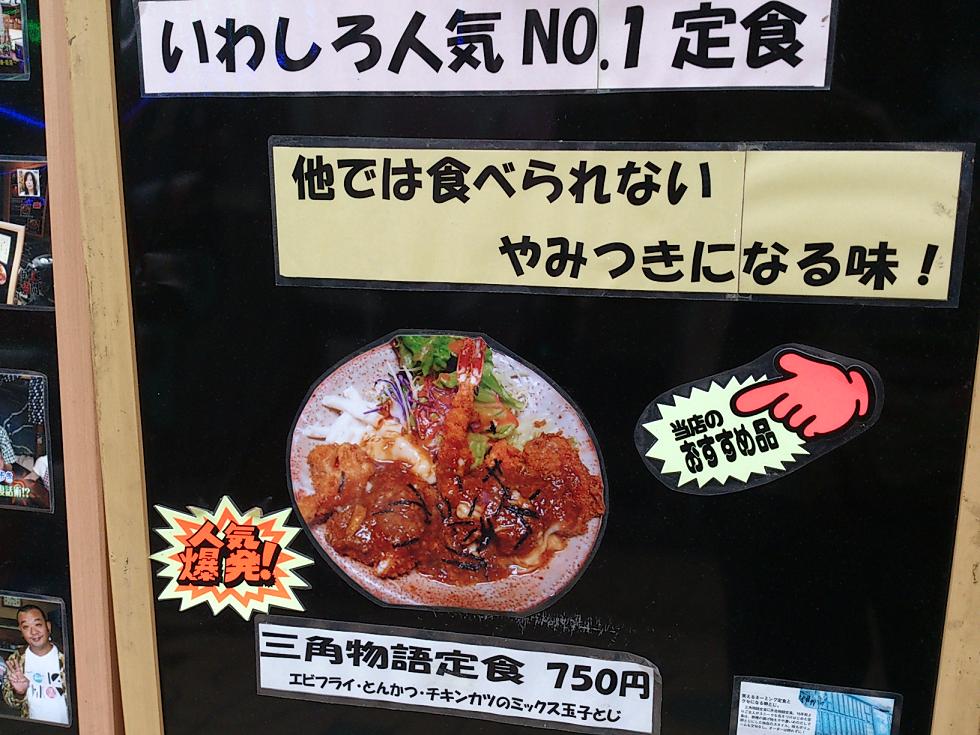 いわしろ人気 NO.1 定食
他では食べられない
やみつきになる味！
当店の
おすすめ品
人気
爆発!
三角物語定食 750円
エビフライ・とんかつ・チキンカツのミックス玉子とじ